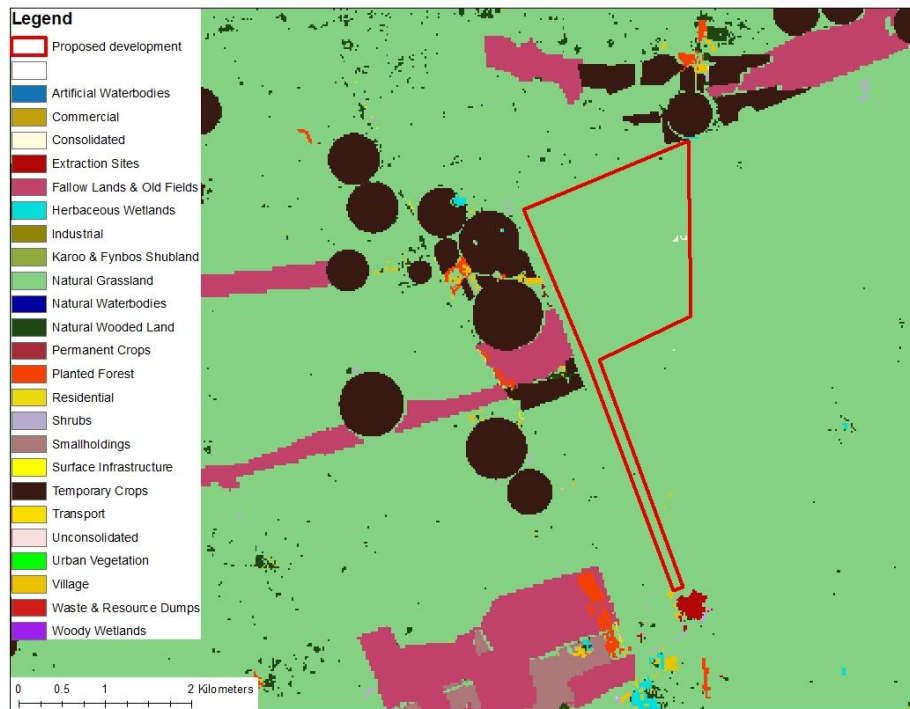 Legend
Proposed development
Artificial Waterbodies
Commercial
Consolidated
Extraction Sites
Fallow Lands & Old Fields
Herbaceous Wetlands
Industrial
Karoo & Fynbos Shubland
Natural Grassland
Natural Waterbodies
Natural Wooded Land
Permanent Crops
Planted Forest
Residential
Shrubs
Smallholdings
Surface Infrastructure
Temporary Crops
Transport
Unconsolidated
Urban Vegetation
Village
Waste & Resource Dumps
Woody Wetlands
0 0.5 1 2 Kilometers